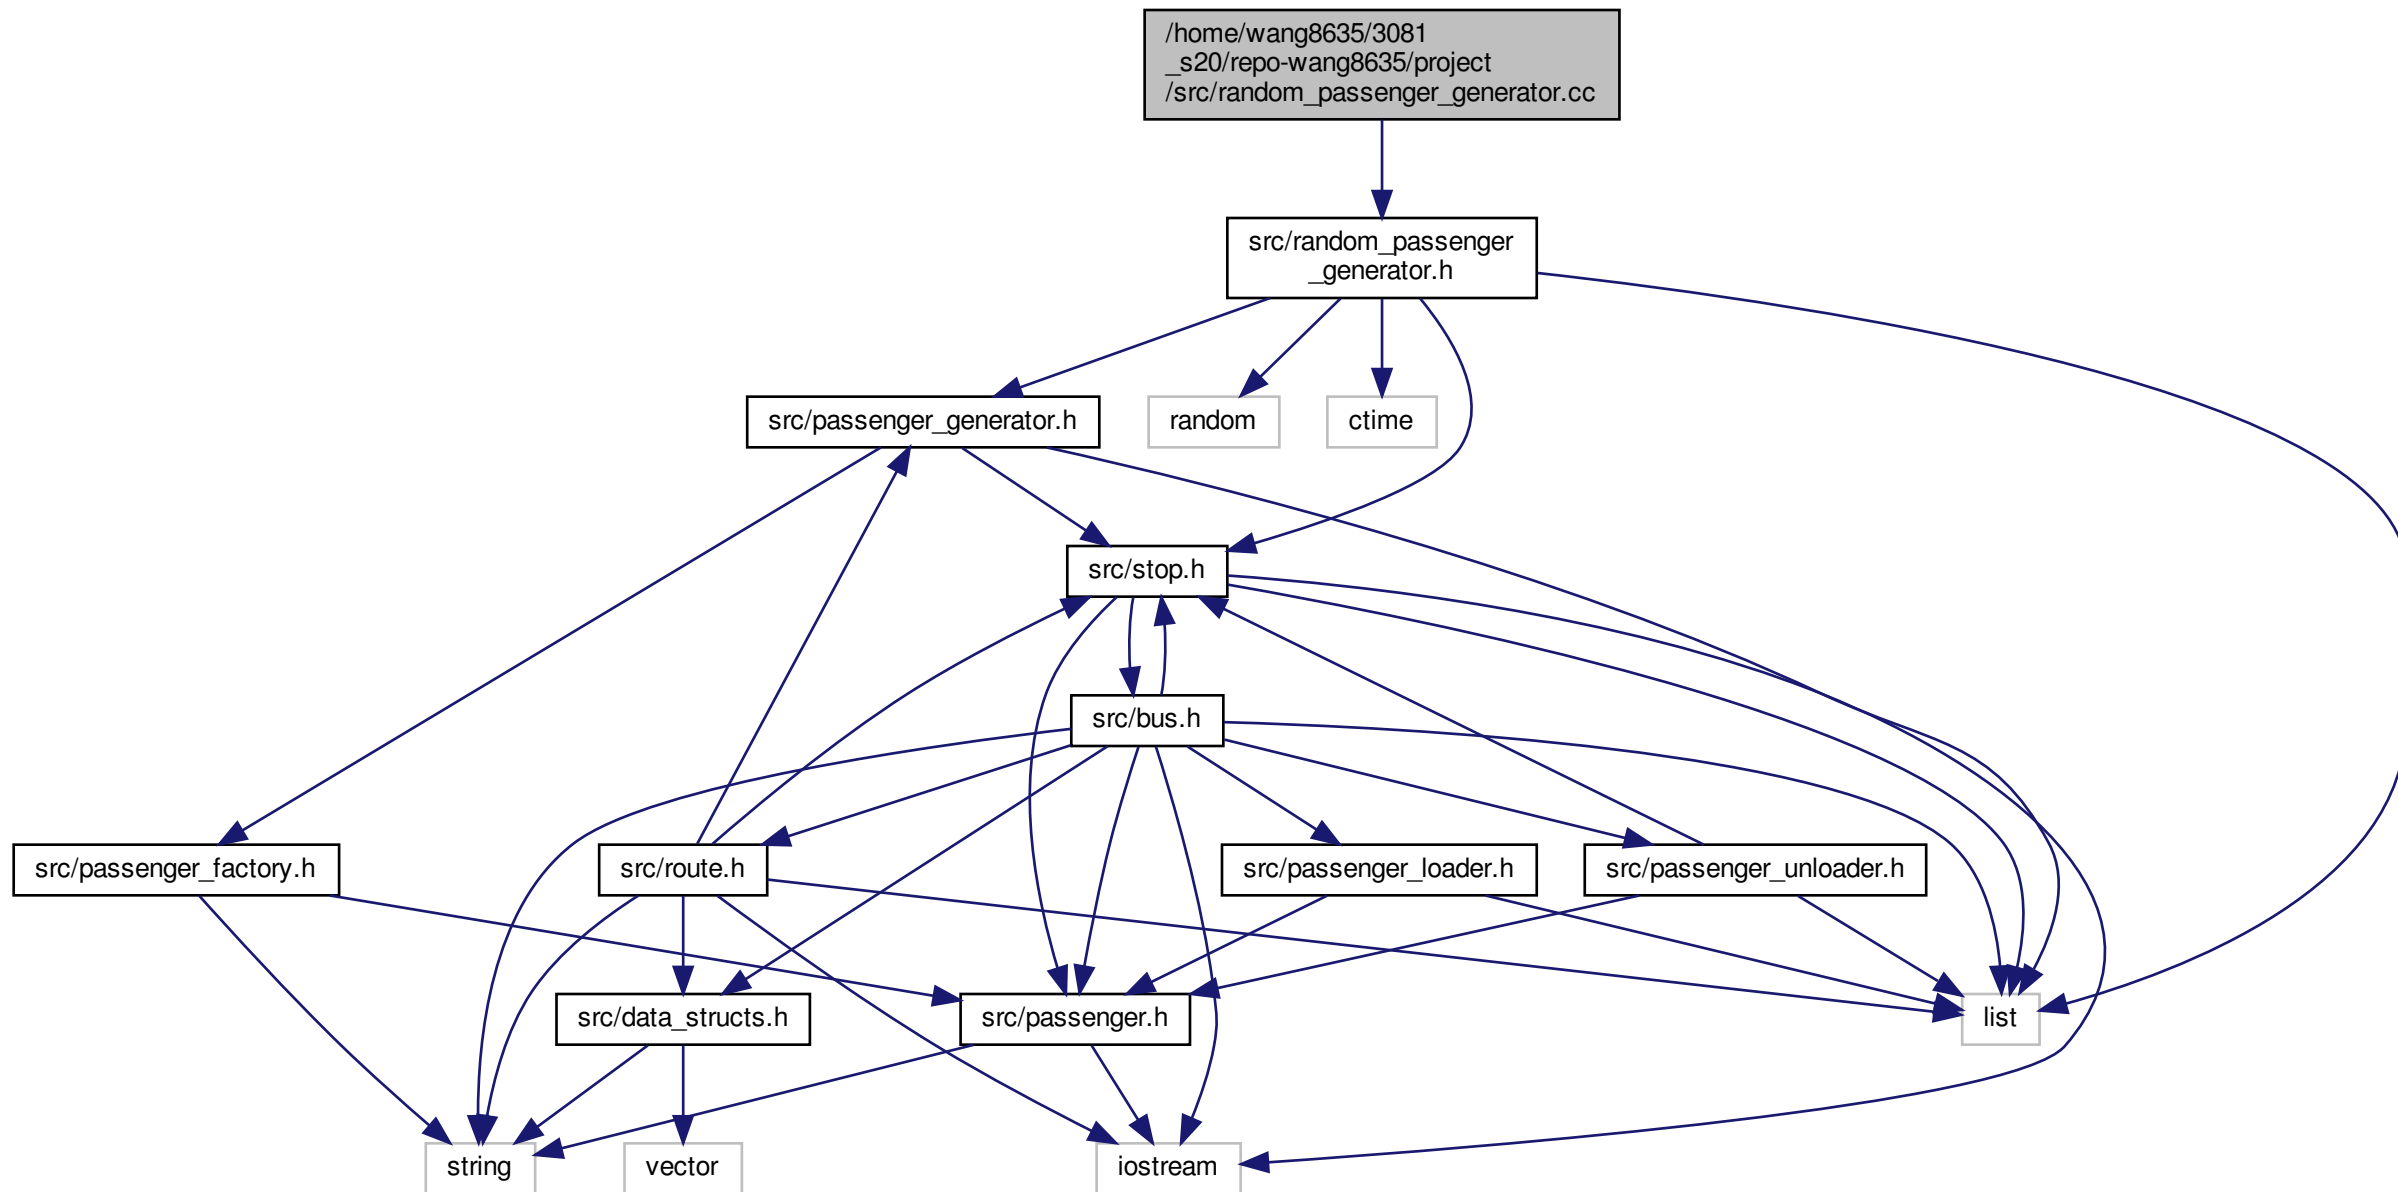 /home/wang8635/3081
_s20/repo-wang8635/project
/src/random_passenger_generator.cc
src/random_passenger
_generator.h
src/passenger_generator.h
random
ctime
src/stop.h
src/bus.h
src/passenger_factory.h
src/route.h
src/passenger_loader.h
src/passenger_unloader.h
src/data_structs.h
src/passenger.h
list
string
vector
iostream